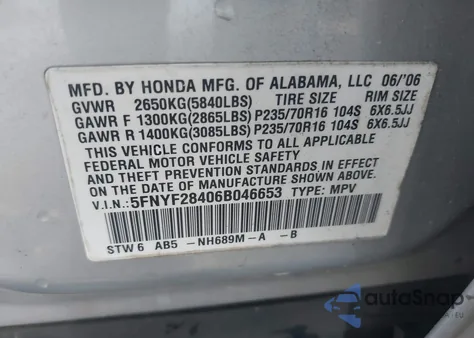 MFD. BY HONDA MFG. OF ALABAMA, LLC 06/'06
GVWR 2650KG(5840LBS) TIRE SIZE RIM SIZE
GAWR F 1300KG(2865LBS) P235/70R16 104S 6X6.5JJ
GAWR R 1400KG(3085LBS) P235/70R16 104S 6X6.5JJ
THIS VEHICLE CONFORMS TO ALL APPLICABLE
FEDERAL MOTOR VEHICLE SAFETY, BUMPER
AND THEFT PREVENTION STANDARDS IN
EFFECT ON THE DATE OF MANUFACTURE
SHOWN ABOVE.
V.I.N.: 5FNYF28406B046653 TYPE: MPV
STW 6 AB5 -NH689M-A -B
autoSnap